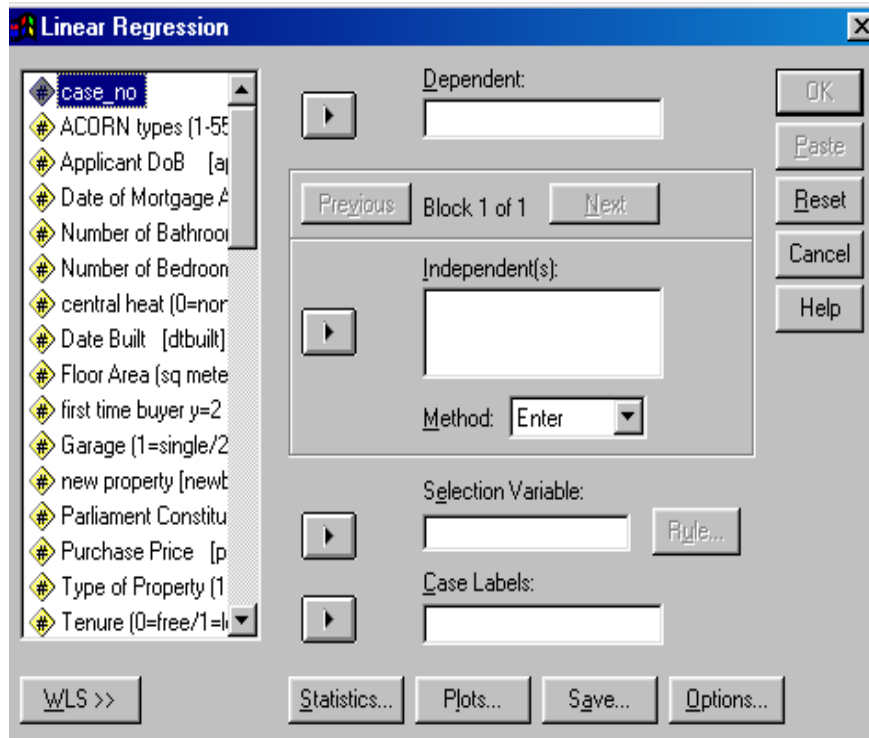 Linear Regression
case_no
ACORN types (1-55
Applicant DoB [a
Date of Mortgage A
Number of Bathroo
Number of Bedroon
central heat (0=nor
Date Built [dtbuilt]
Floor Area (sq mete
first time buyer y=2
Garage (1=single/2
new property [newb
Parliament Constitu
Purchase Price [p
Type of Property (1
Tenure (0=free/1=l
WLS >>
Dependent:
Previous Block 1 of 1 Next
Independent(s):
Method: Enter
Selection Variable:
Rule...
Case Labels:
Statistics... Plots... Save... Options...
OK
Paste
Reset
Cancel
Help